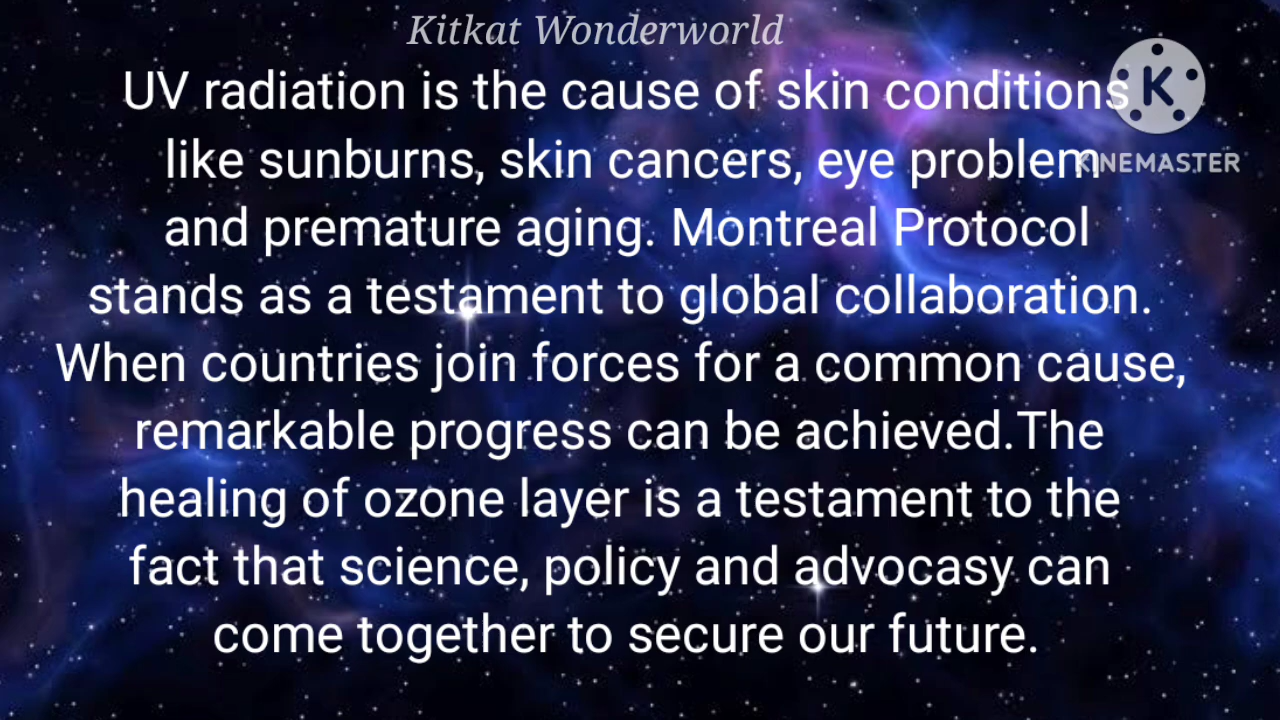 Kitkat Wonderworld
UV radiation is the cause of skin conditions
like sunburns, skin cancers, eye problem
and premature aging. Montreal Protocol
stands as a testament to global collaboration.
When countries join forces for a common cause,
remarkable progress can be achieved.The
healing of ozone layer is a testament to the
fact that science, policy and advocasy can
come together to secure our future.
K
KINEMASTER